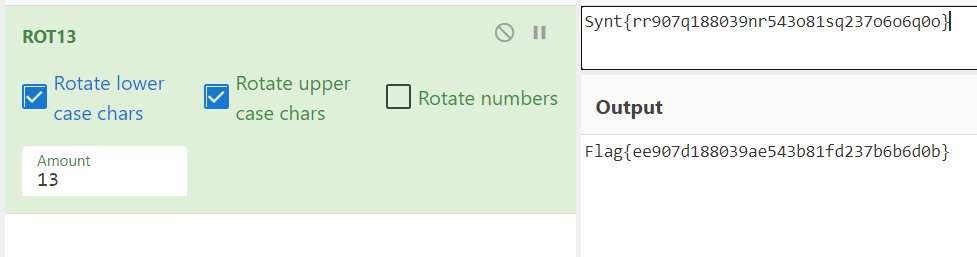 ROT13
Rotate lower case chars
Rotate upper case chars
Rotate numbers
Amount
13
Synt{rr907q188039nr543o81sq237o6o6q0o}
Output
Flag{ee907d188039ae543b81fd237b6b6d0b}